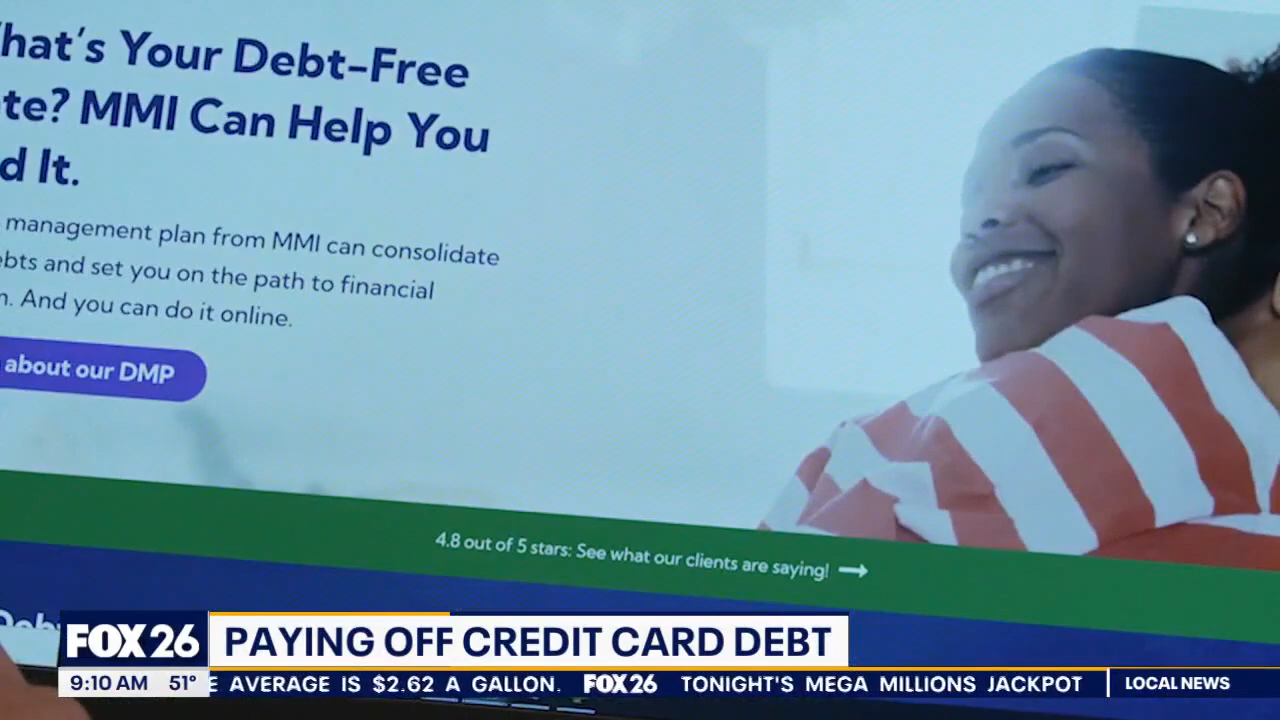 hat's Your Debt-Free
te? MMI Can Help You
d It.
management plan from MMI can consolidate
ebts and set you on the path to financial
. And you can do it online.
about our DMP
4.8 out of 5 stars: See what our clients are saying!
FOX 26
PAYING OFF CREDIT CARD DEBT
9:10 AM 51° E AVERAGE IS $2.62 A GALLON. FOX 26 TONIGHT'S MEGA MILLIONS JACKPOT LOCAL NEWS